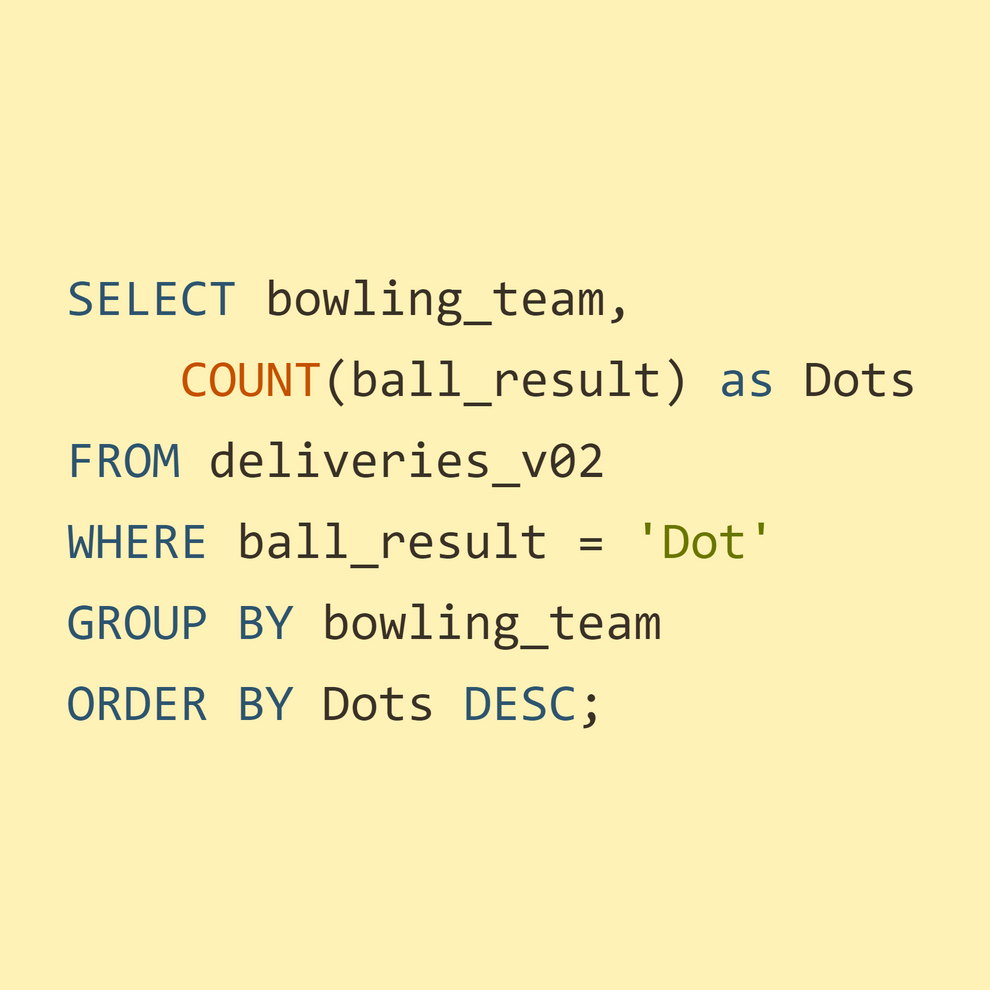 SELECT bowling_team,
    COUNT(ball_result) as Dots
FROM deliveries_v02
WHERE ball_result = 'Dot'
GROUP BY bowling_team
ORDER BY Dots DESC;